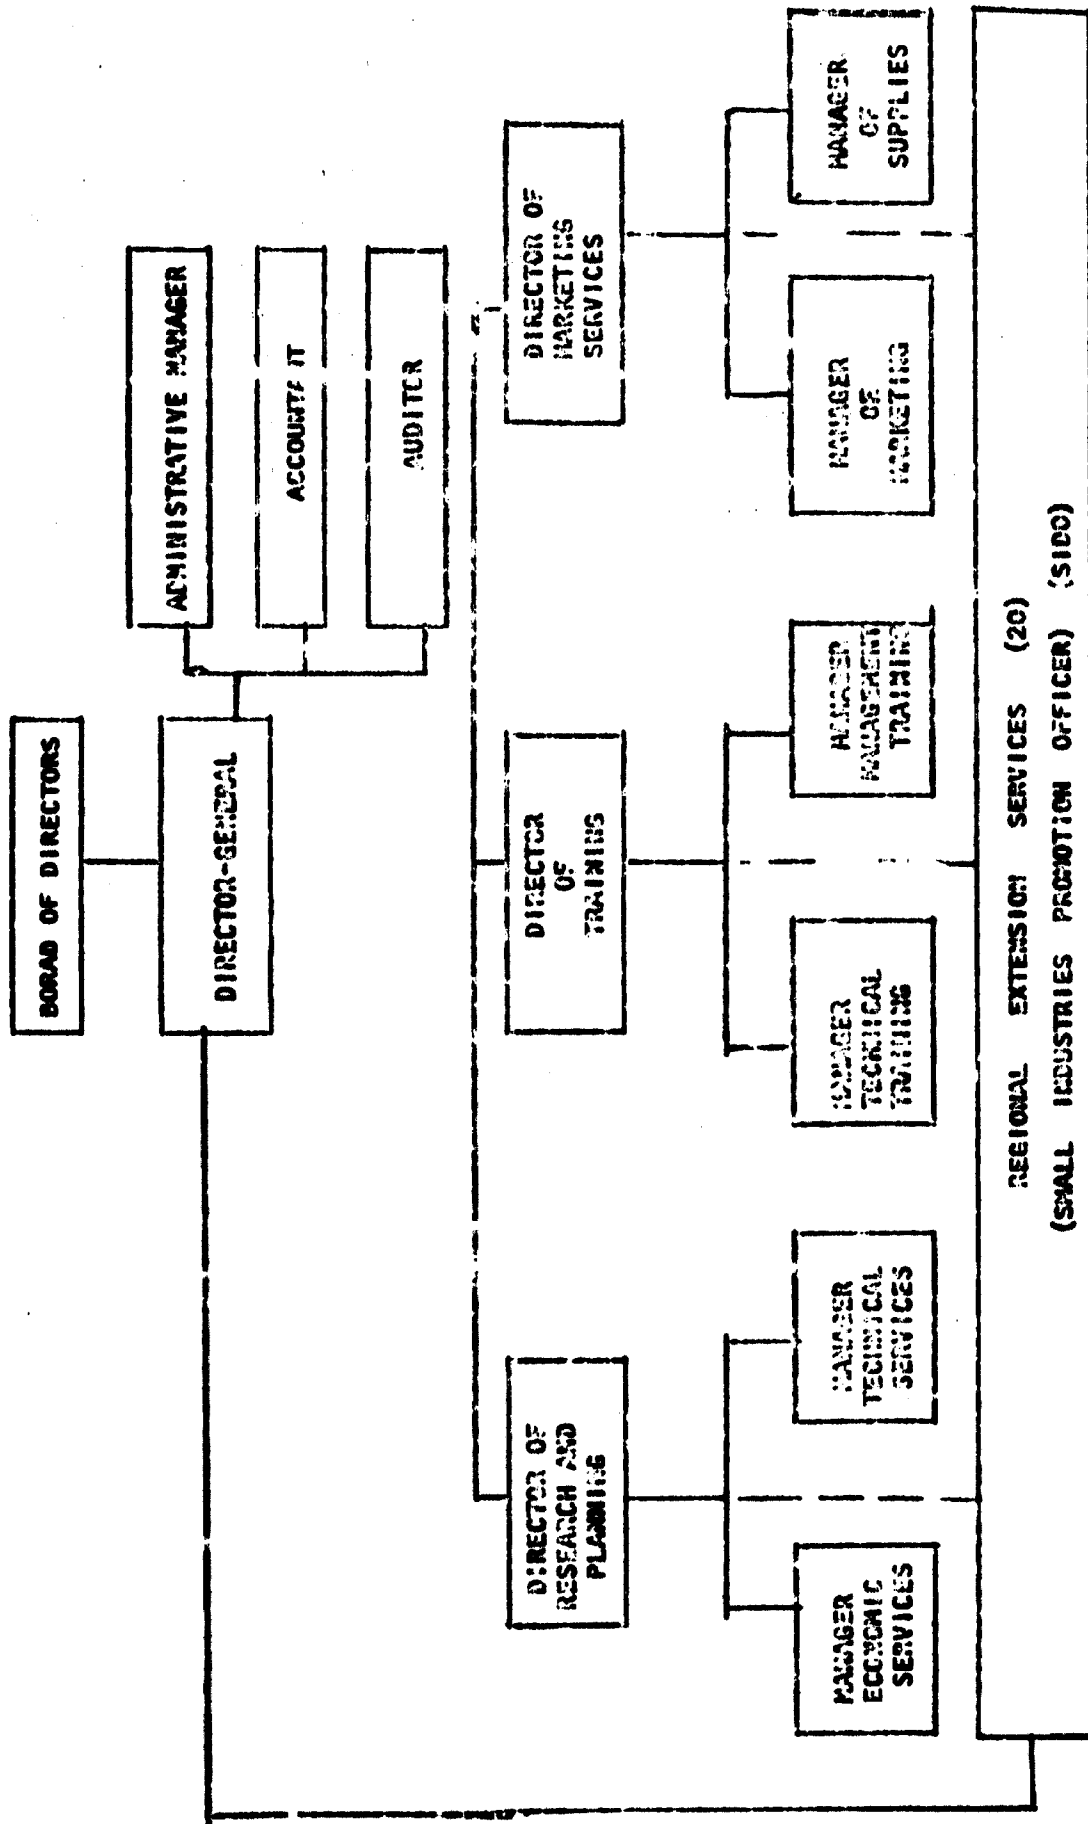 BORAD OF DIRECTORS
DIRECTOR-GENERAL
ADMINISTRATIVE MANAGER
ACCOUNTA IT
AUDITOR
DIRECTOR OF
RESEARCH AND
PLANNING
DIRECTOR
OF
TRAINING
DIRECTOR OF
MARKETING
SERVICES
MANAGER
ECONOMIC
SERVICES
MANAGER
TECHNICAL
SERVICES
MANAGER
TECHNICAL
TRAINING
MANAGER
MANAGEMENT
TRAINING
MANAGER
OF
MARKETING
MANAGER
OF
SUPPLIES
REGIONAL EXTENSION SERVICES (20)
(SMALL INDUSTRIES PROMOTION OFFICER) (SIDO)